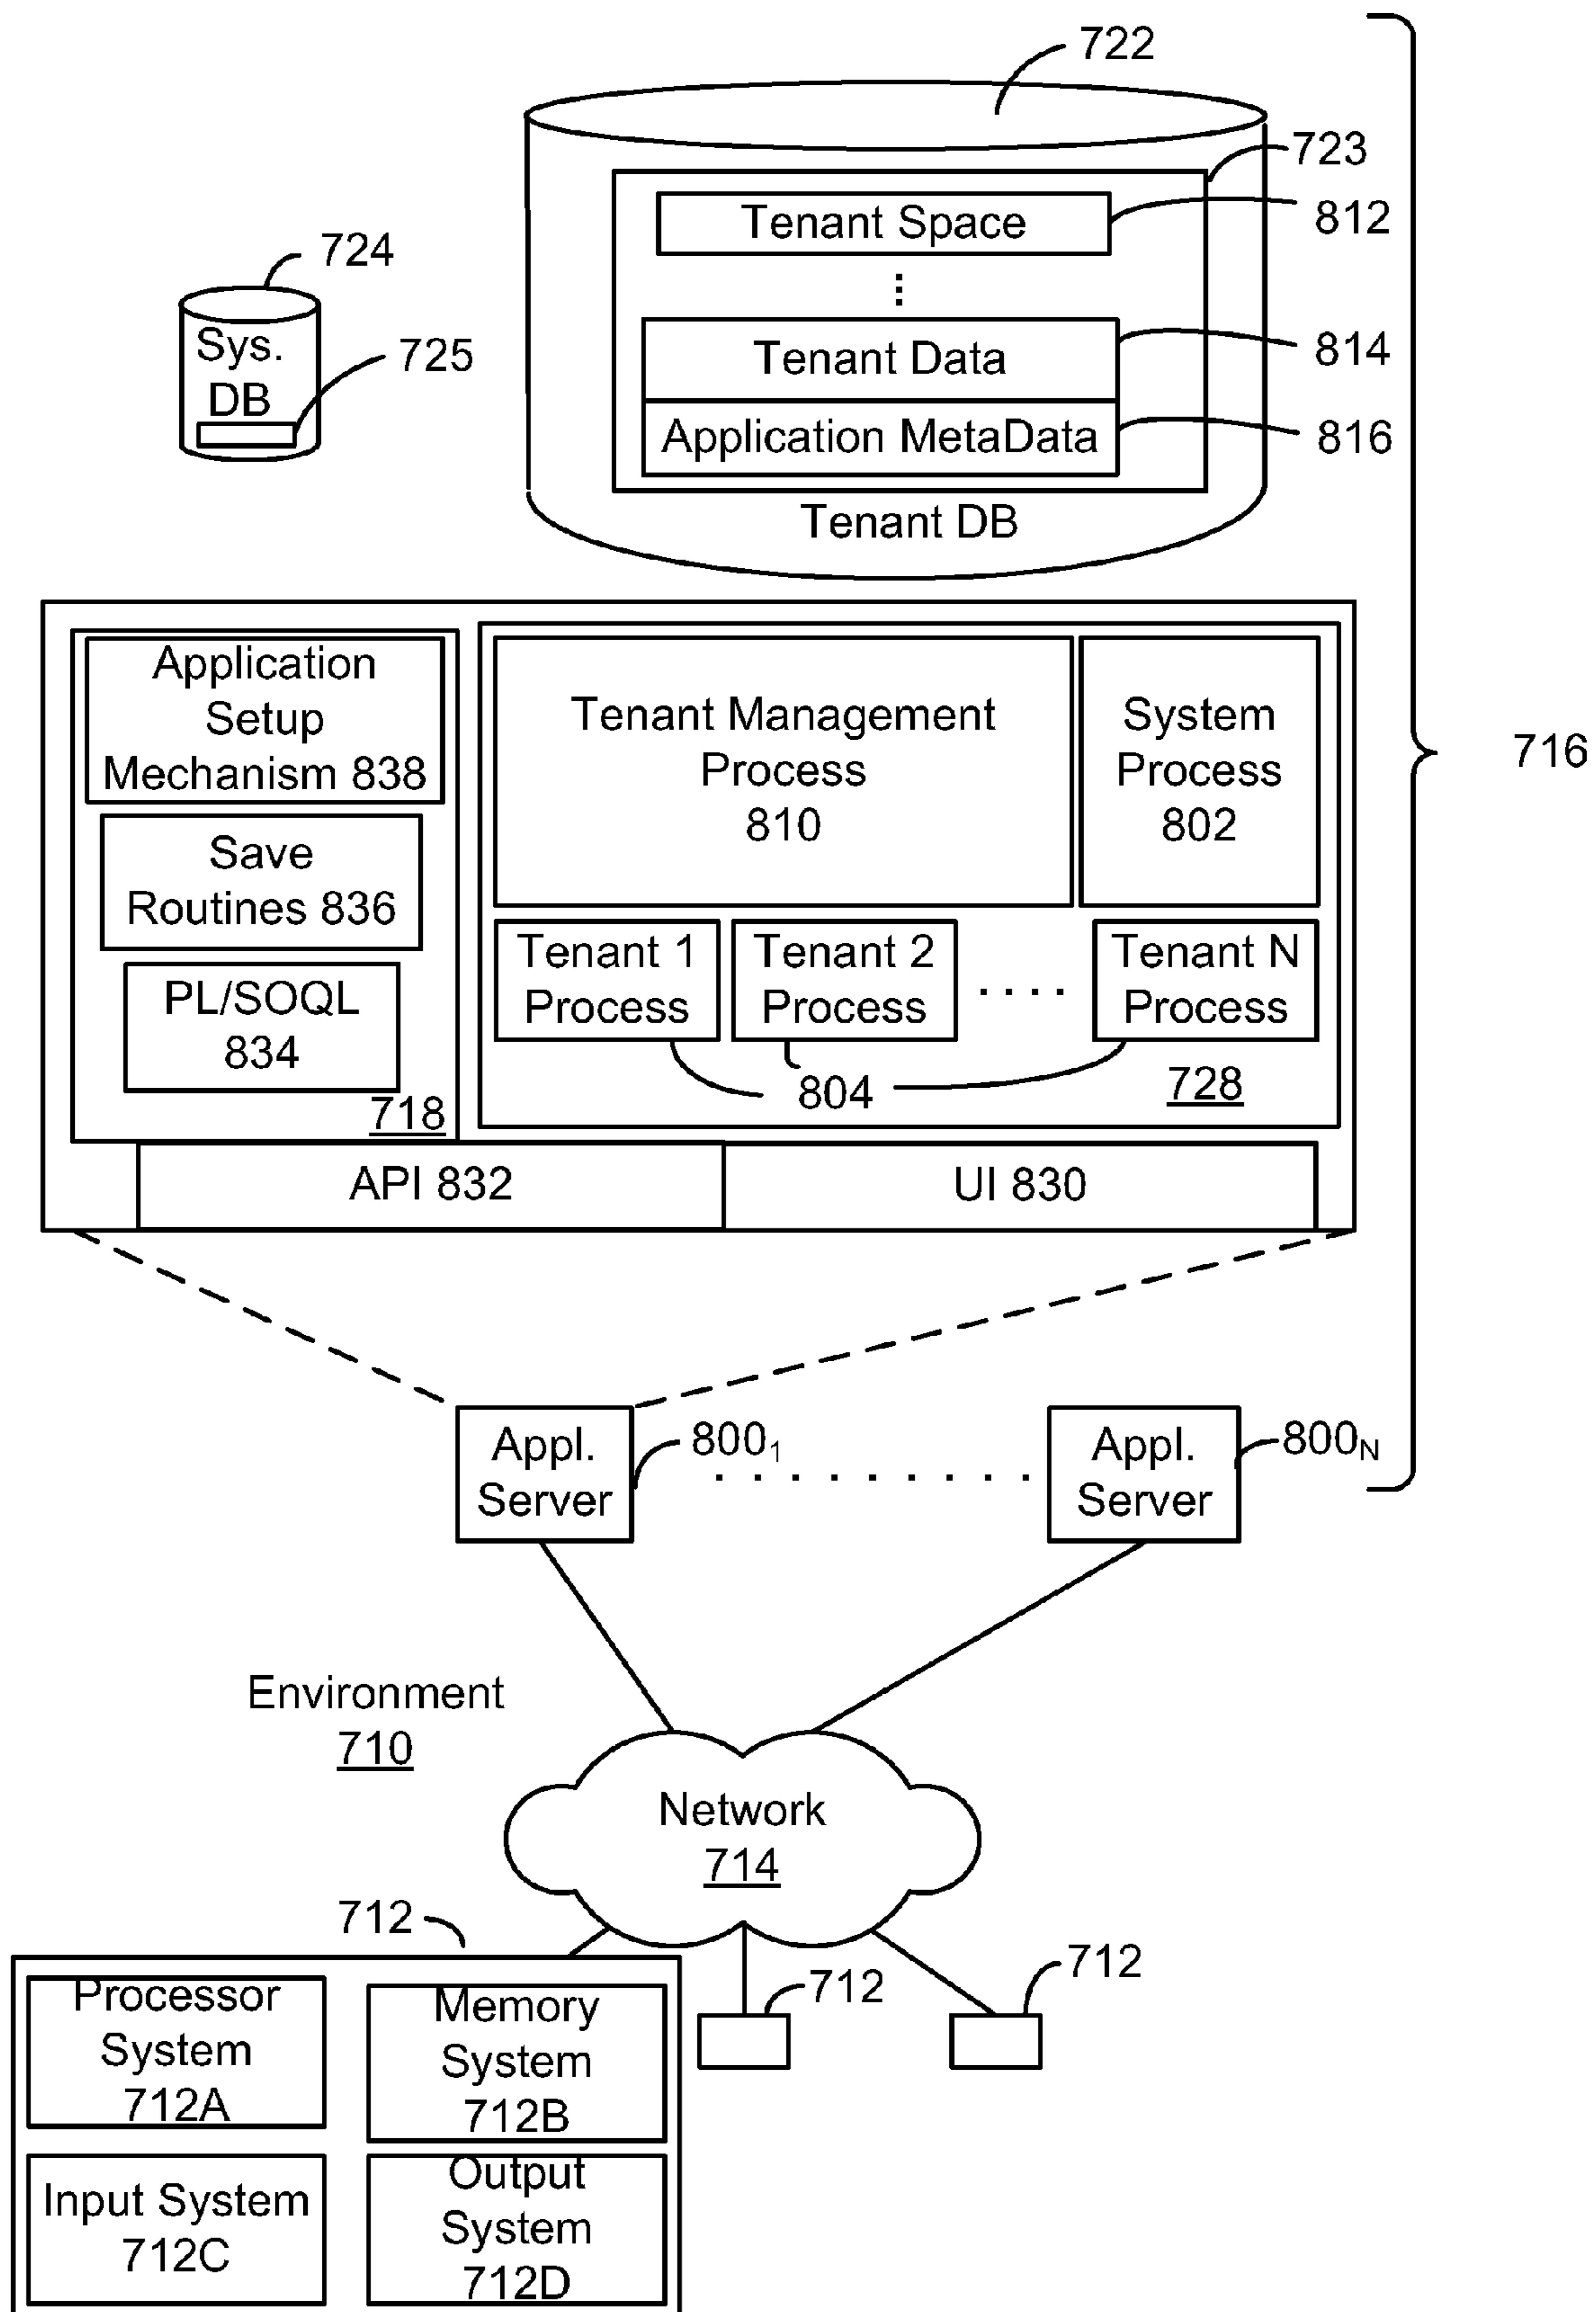 722
723
Tenant Space
812
724
Sys.
DB
725
Tenant Data
814
Application MetaData
816
Tenant DB
Application
Setup
Mechanism 838
Save
Routines 836
PL/SOQL
834
718
Tenant Management
Process
810
System
Process
802
716
Tenant 1
Process
Tenant 2
Process
Tenant N
Process
804
728
API 832
UI 830
Appl.
Server
800₁
Appl.
Server
800N
Environment
710
Network
714
712
712
712
Processor
System
712A
Memory
System
712B
Input System
712C
Output
System
712D